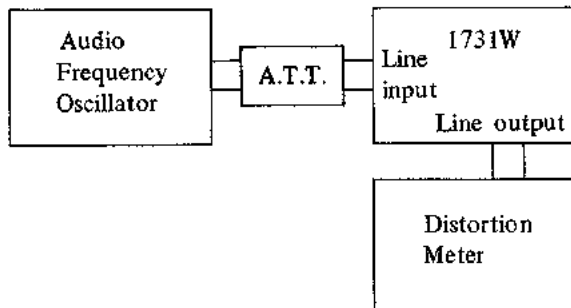 Audio
Frequency
Oscillator
A.T.T.
1731W
Line
input
Line output
Distortion
Meter